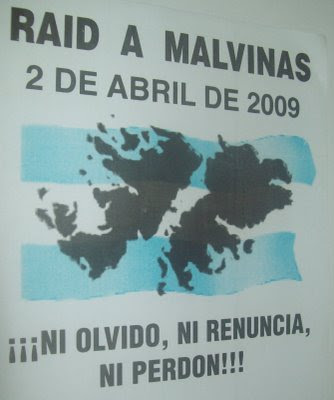 RAID A MALVINAS
2 DE ABRIL DE 2009
¡¡¡NI OLVIDO, NI RENUNCIA,
NI PERDON!!!